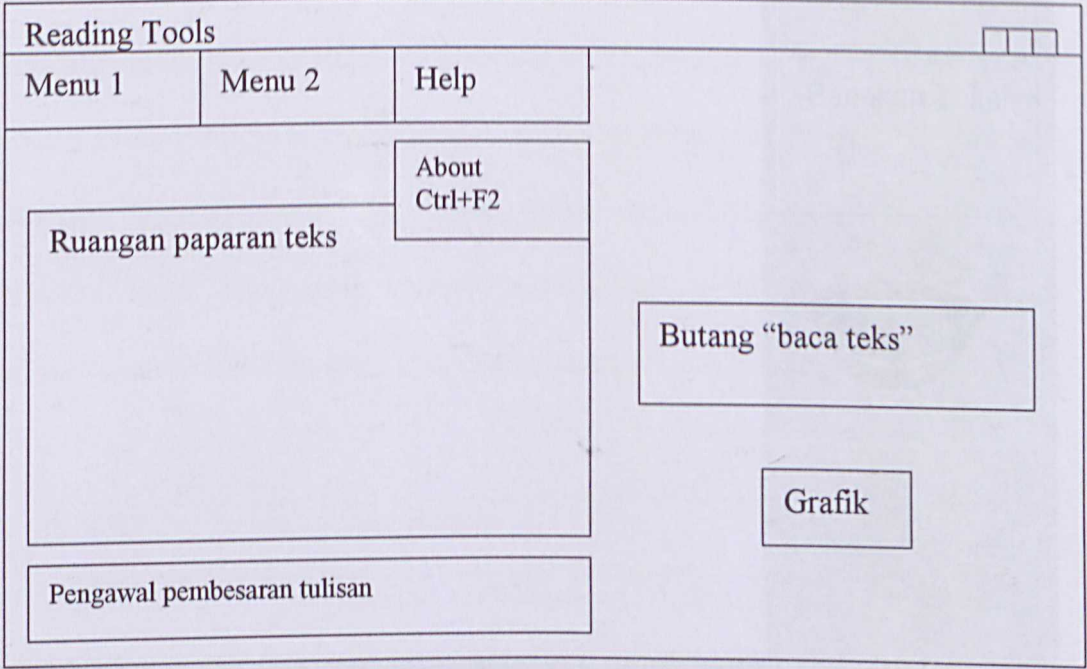 Reading Tools
Menu 1
Menu 2
Help
About
Ctrl+F2
Ruangan paparan teks
Butang “baca teks”
Grafik
Pengawal pembesaran tulisan